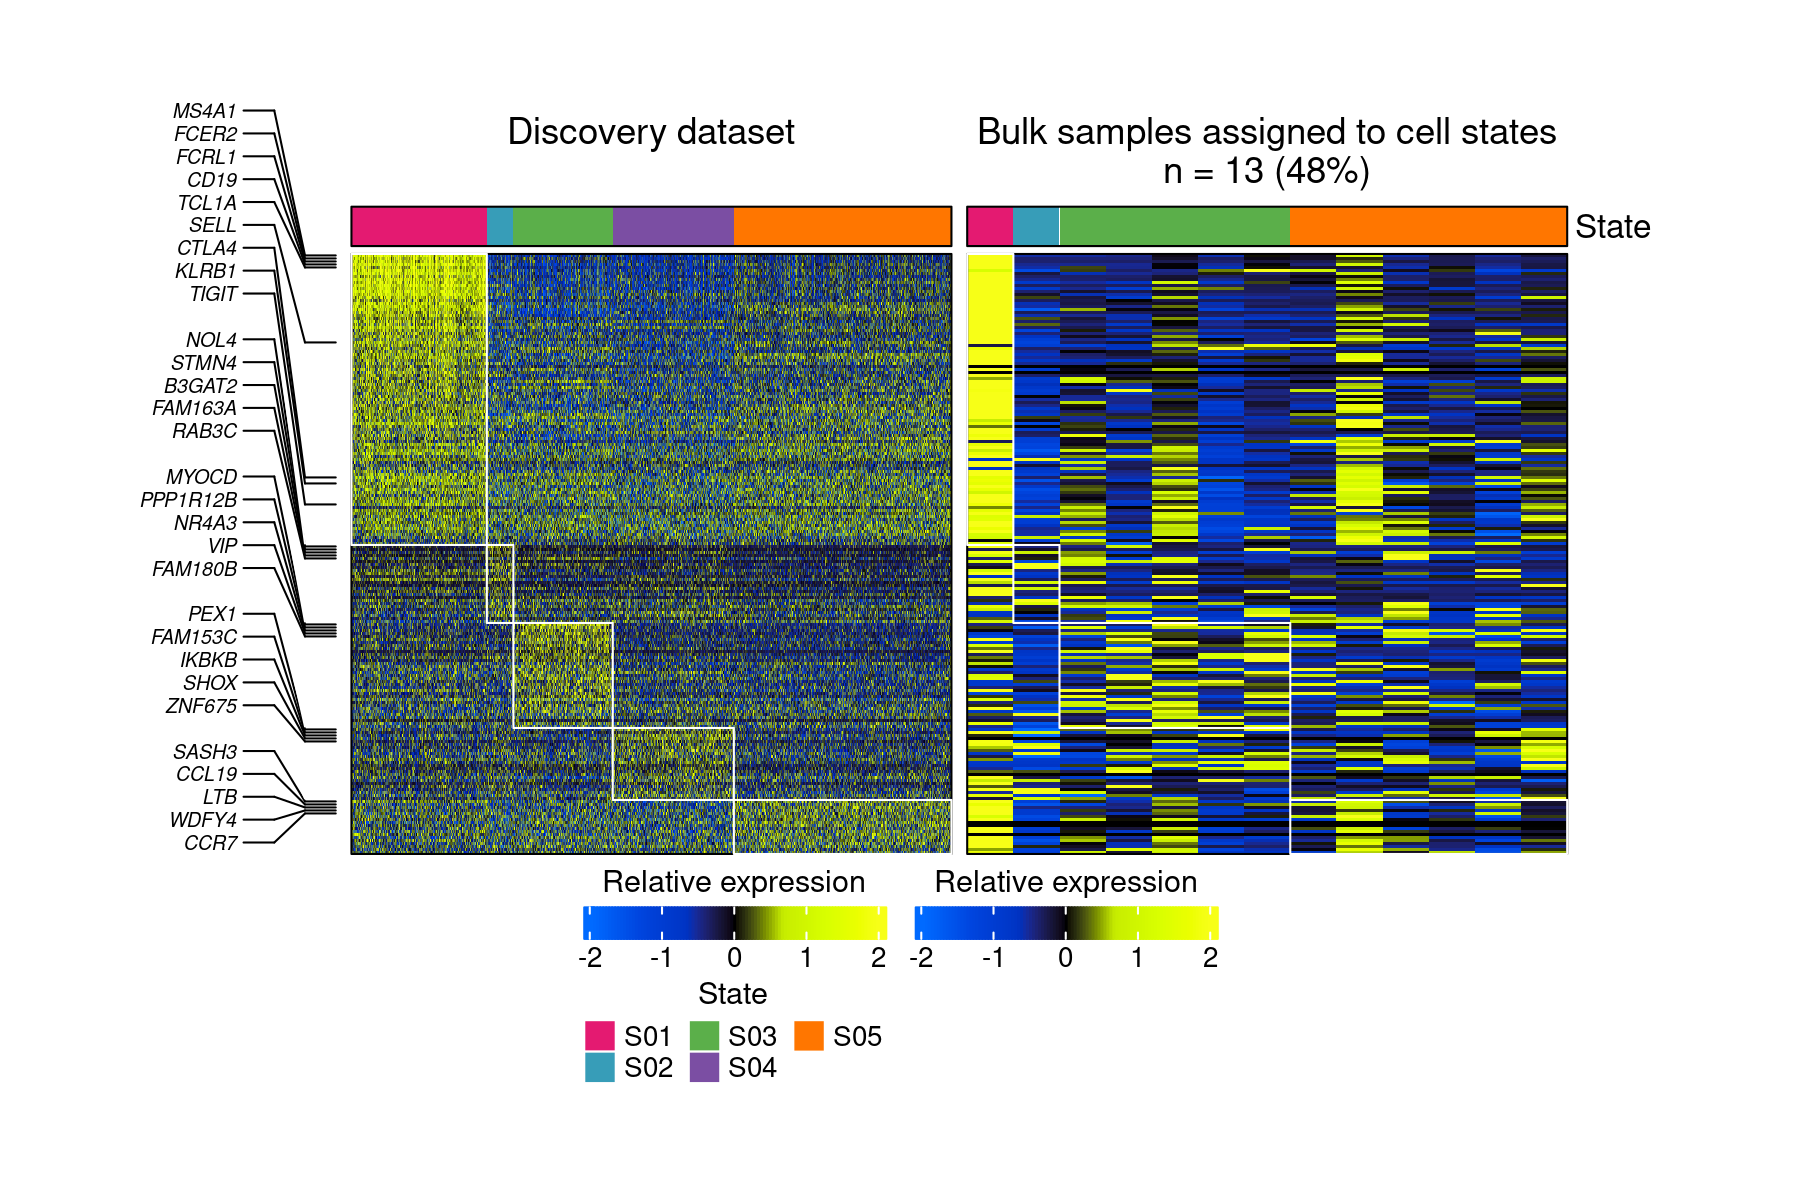 Discovery dataset
Bulk samples assigned to cell states
n = 13 (48%)
State
MS4A1
FCER2
FCRL1
CD19
TCL1A
SELL
CTLA4
KLRB1
TIGIT
NOL4
STMN4
B3GAT2
FAM163A
RAB3C
MYOCD
PPP1R12B
NR4A3
VIP
FAM180B
PEX1
FAM153C
IKBKB
SHOX
ZNF675
SASH3
CCL19
LTB
WDFY4
CCR7
Relative expression
-2 -1 0 1 2
Relative expression
-2 -1 0 1 2
State
S01 S03 S05
S02 S04